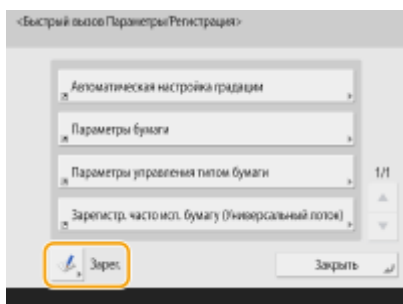 <Быстрый вызов Параметры/Регистрация>
Автоматическая настройка градации
Параметры бумаги
Параметры управления типом бумаги
1/1
Зарегистр. часто исп. бумагу (Универсальный лоток)
Зарег.
Закрыть